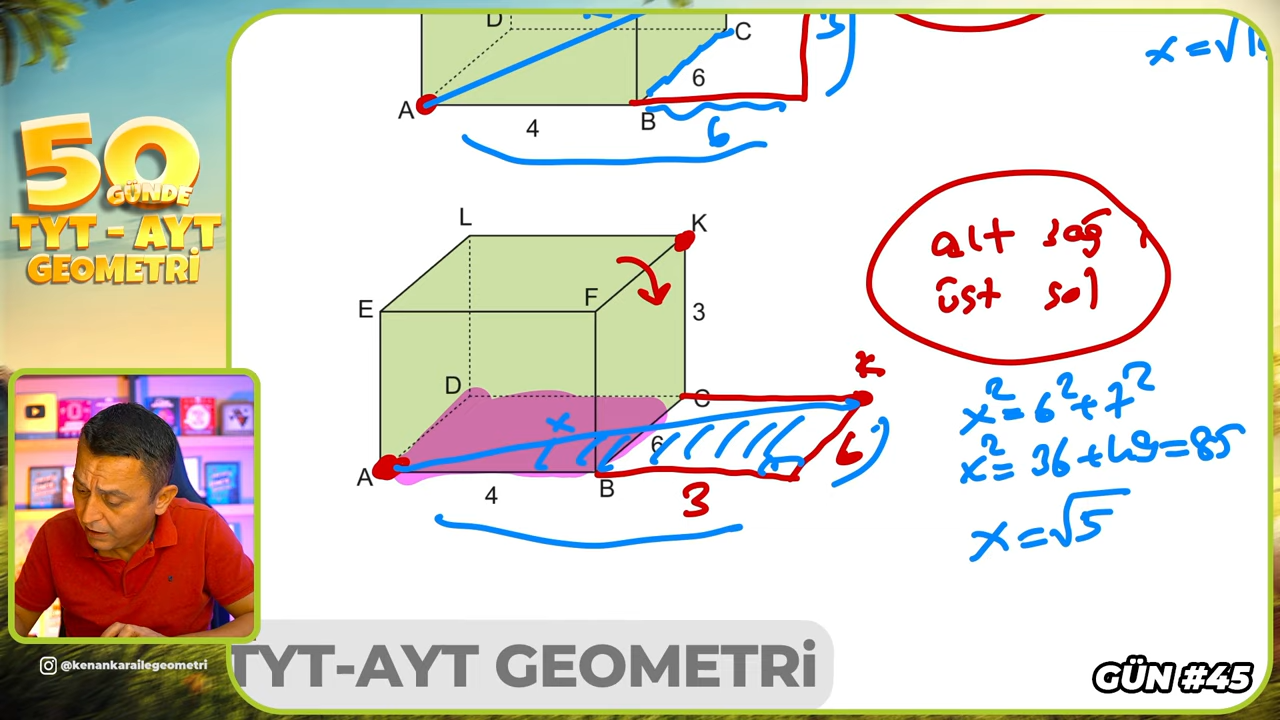 D
C
6
A
4
B
6
x = √1
50
GÜNDE
TYT - AYT
GEOMETRİ
L
K
E
F
3
alt sağ
üst sol
D
C
K
x
6
6
A
4
B
3
x² = 6² + 7²
x² = 36 + 49 = 85
x = √5
@kenankarailegeometri
TYT-AYT GEOMETRİ
GÜN #45